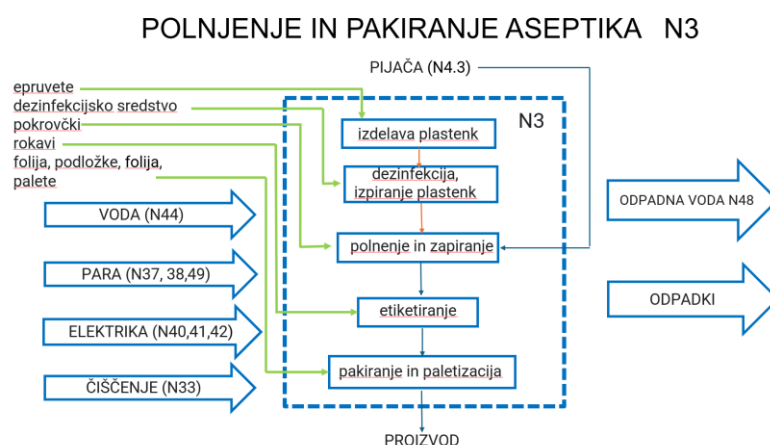 POLNJENJE IN PAKIRANJE ASEPTIKA N3
PIJAČA (N4.3)
epruvete
dezinfekcijsko sredstvo
pokrovčki
rokavi
folija, podložke, folija,
palete
N3
izdelava plastenk
dezinfekcija,
izpiranje plastenk
polnenje in zapiranje
etiketiranje
pakiranje in paletizacija
VODA (N44)
PARA (N37, 38,49)
ELEKTRIKA (N40,41,42)
ČIŠČENJE (N33)
ODPADNA VODA N48
ODPADKI
PROIZVOD